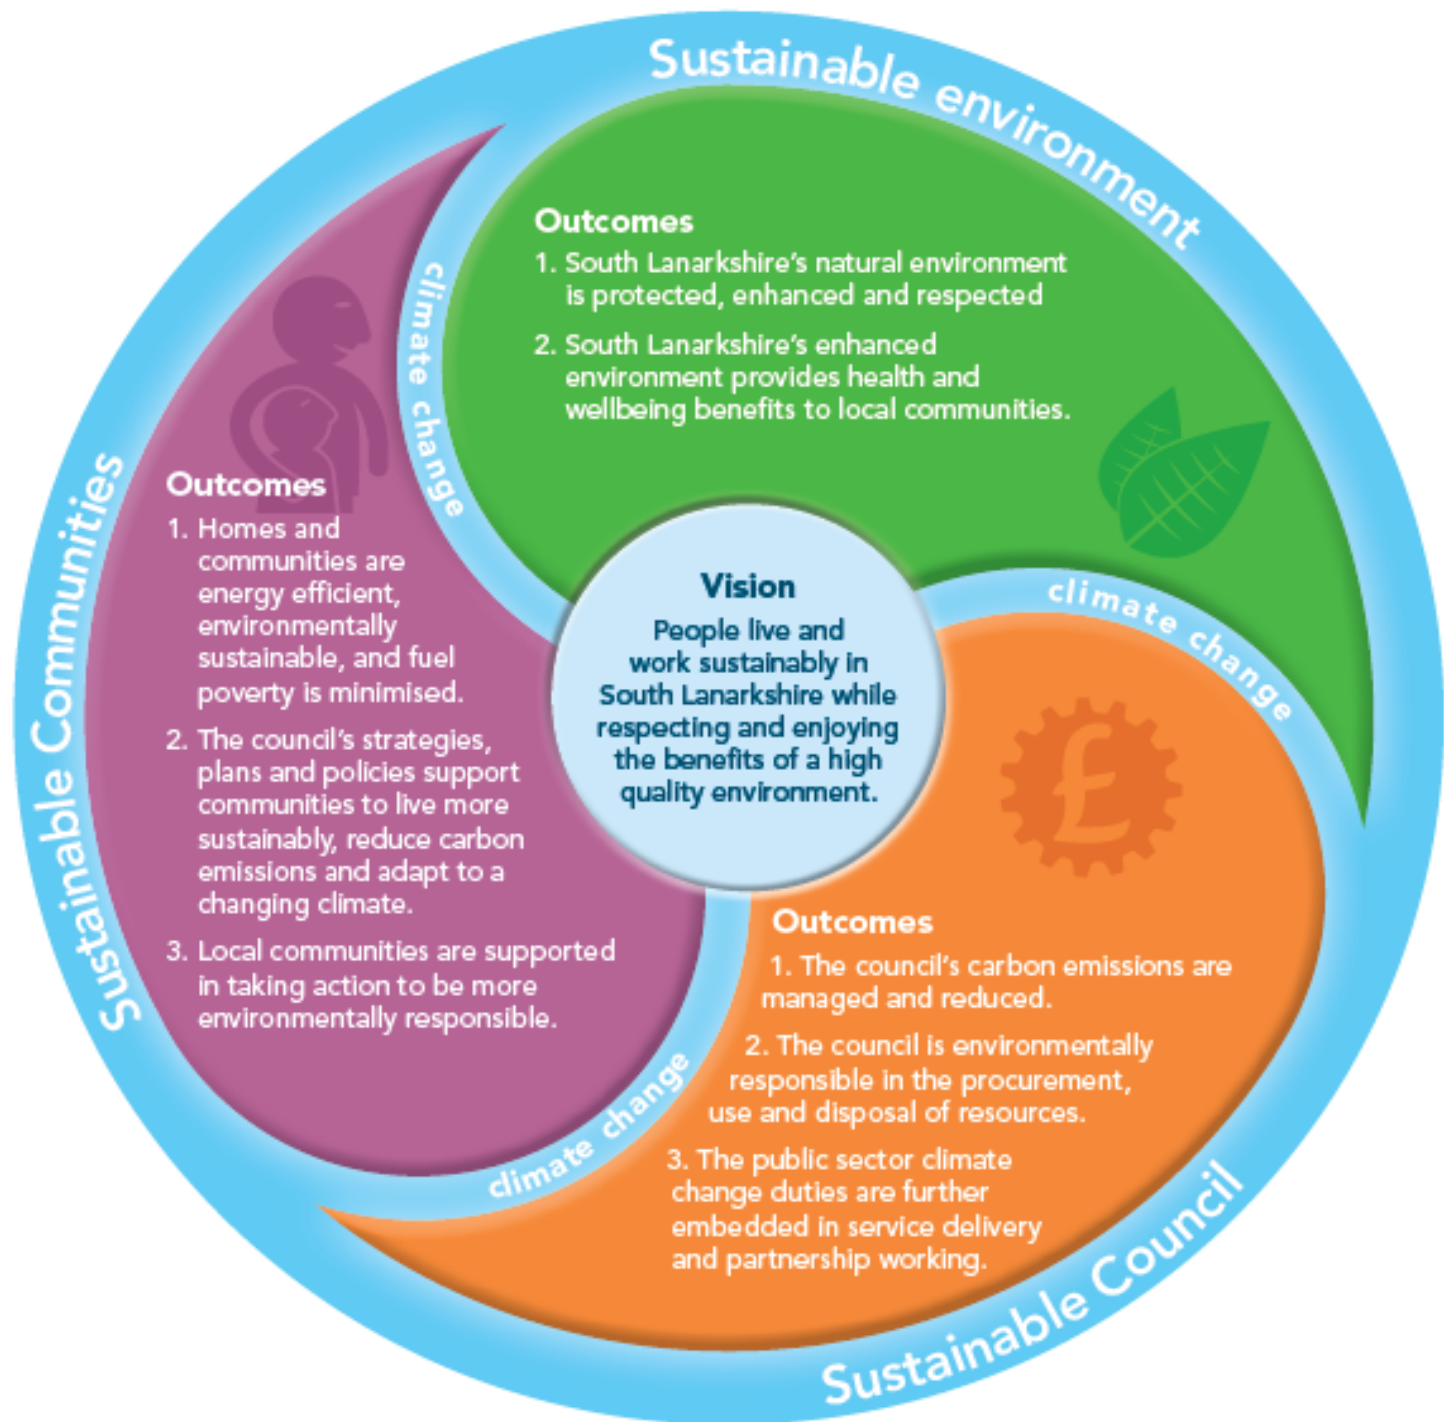 Sustainable environment
Outcomes
1. South Lanarkshire's natural environment
is protected, enhanced and respected
2. South Lanarkshire's enhanced
environment provides health and
wellbeing benefits to local communities.
climate change
Sustainable Communities
Outcomes
1. Homes and
communities are
energy efficient,
environmentally
sustainable, and fuel
poverty is minimised.
2. The council's strategies,
plans and policies support
communities to live more
sustainably, reduce carbon
emissions and adapt to a
changing climate.
3. Local communities are supported
in taking action to be more
environmentally responsible.
Vision
People live and
work sustainably in
South Lanarkshire while
respecting and enjoying
the benefits of a high
quality environment.
climate change
£
Outcomes
1. The council's carbon emissions are
managed and reduced.
2. The council is environmentally
responsible in the procurement,
use and disposal of resources.
3. The public sector climate
change duties are further
embedded in service delivery
and partnership working.
climate change
Sustainable Council